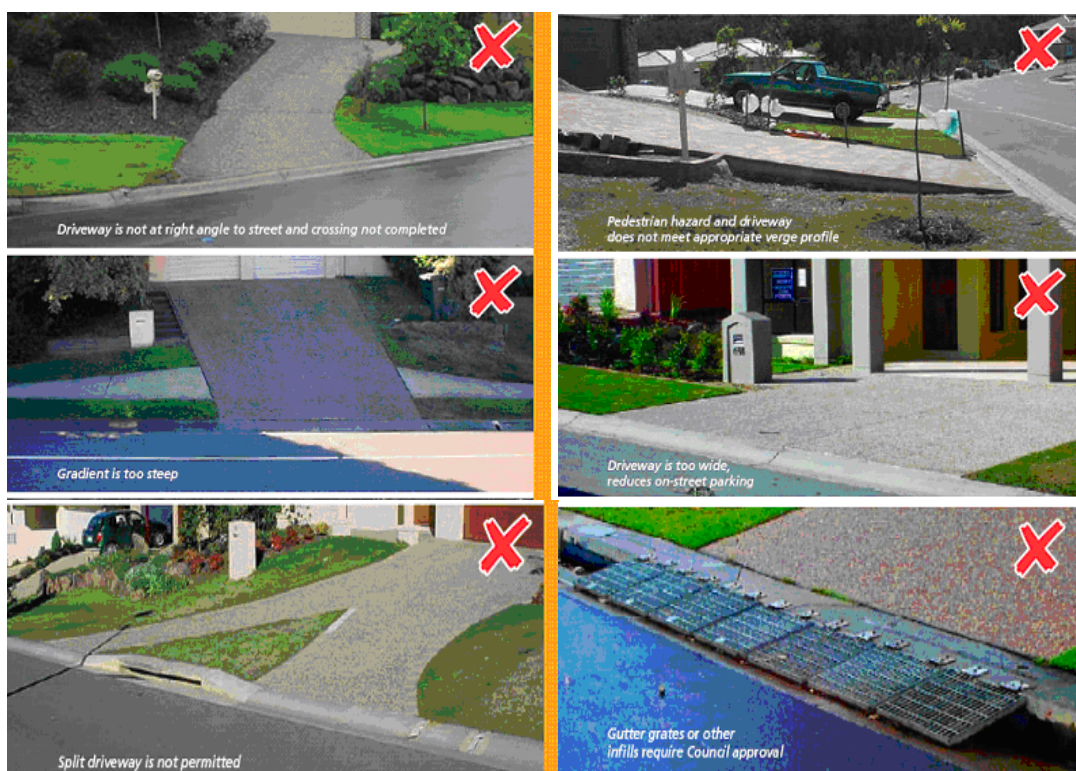 Driveway is not at right angle to street and crossing not completed
Pedestrian hazard and driveway
does not meet appropriate verge profile
Gradient is too steep
Driveway is too wide,
reduces on-street parking
Split driveway is not permitted
Gutter grates or other
infills require Council approval